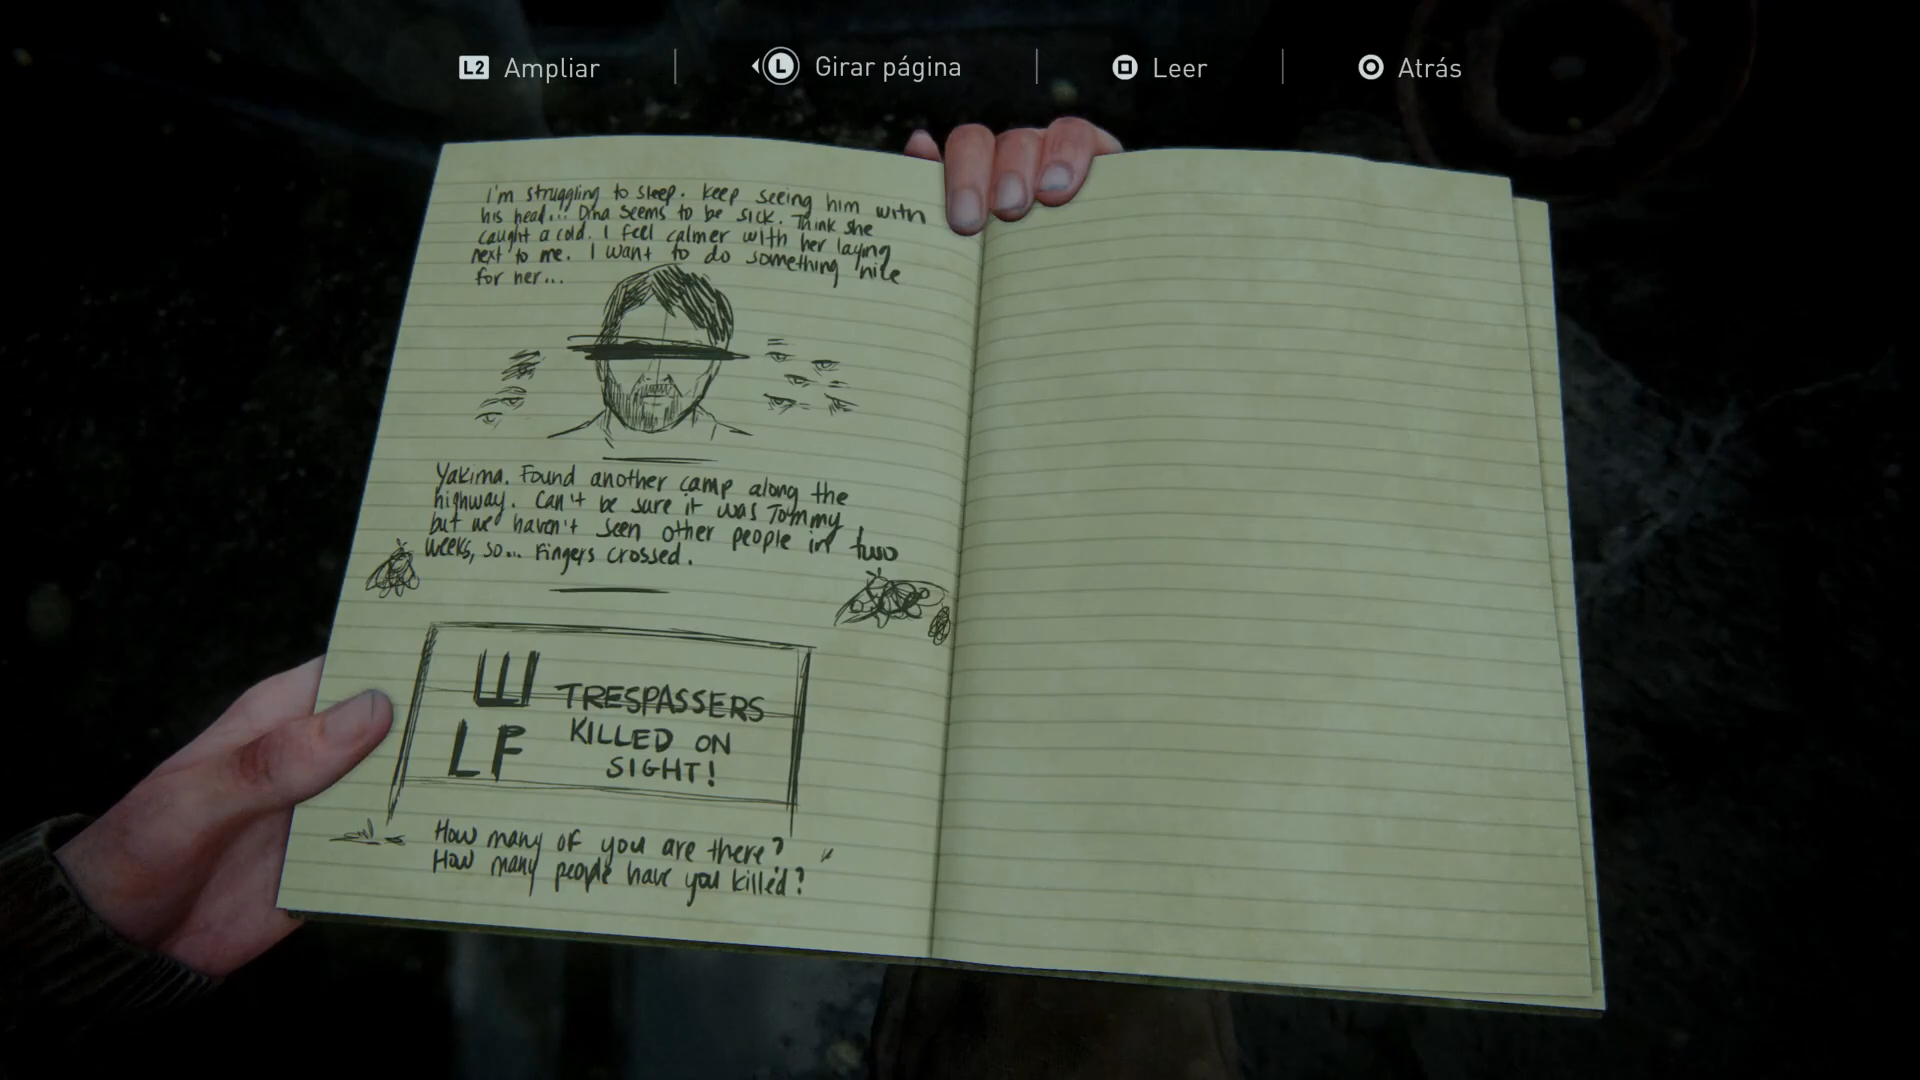 L2 Ampliar
L Girar página
Leer
Atrás
I'm struggling to sleep. Keep seeing him with
his head... Dina seems to be sick. Think she
caught a cold. I feel calmer with her laying
next to me. I want to do something nice
for her...
Yakima. Found another camp along the
highway. Can't be sure it was Tommy
but we haven't seen other people in two
weeks, so... Fingers crossed.
W TRESPASSERS
LF KILLED ON
SIGHT!
How many of you are there?
How many people have you killed?